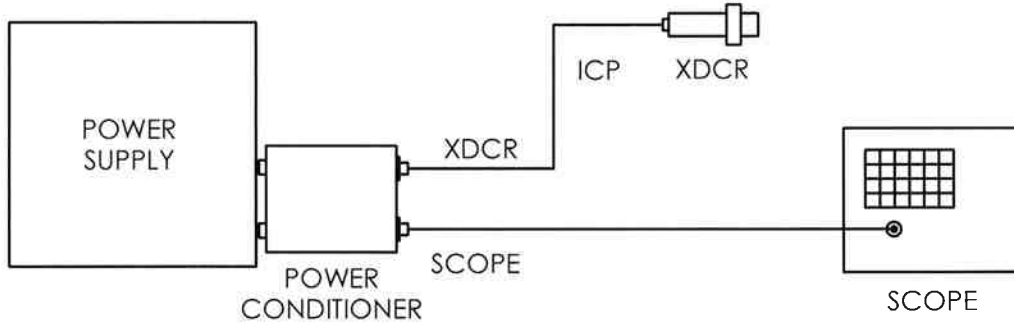 POWER
SUPPLY
ICP
XDCR
XDCR
SCOPE
POWER
CONDITIONER
SCOPE